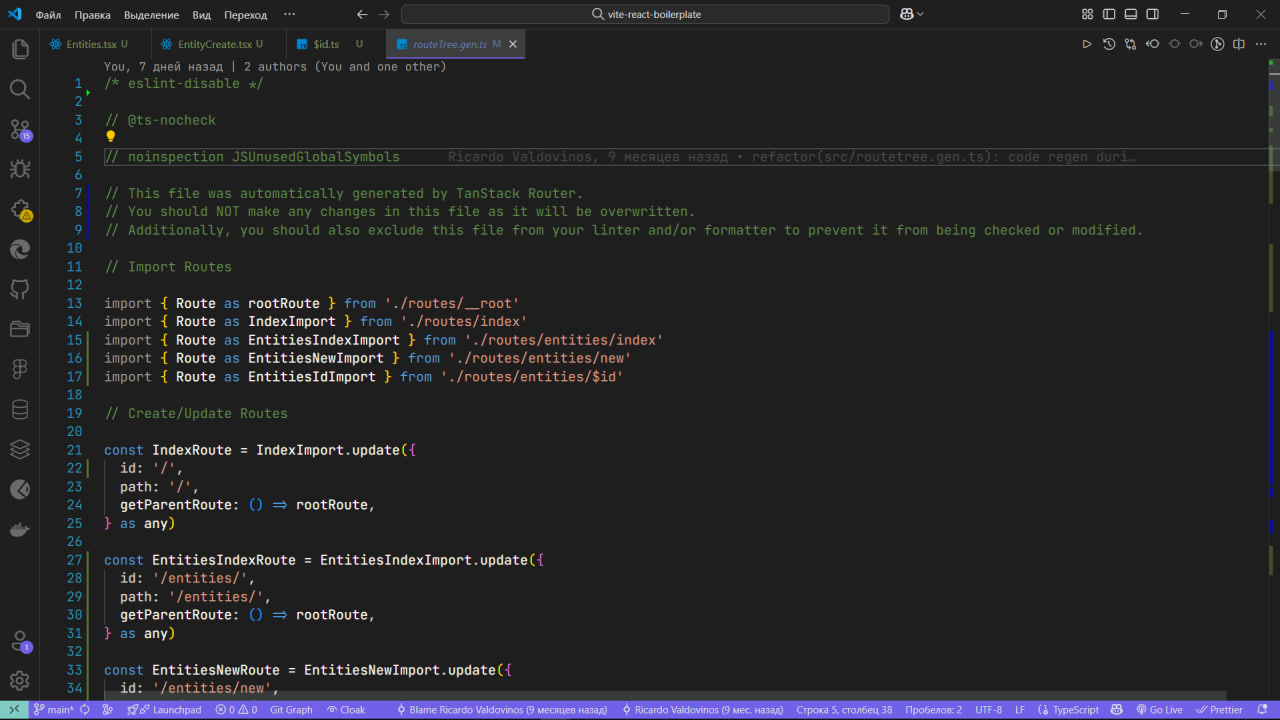 Файл Правка Выделение Вид Переход ··· vite-react-boilerplate
Entities.tsx U EntityCreate.tsx U $id.ts U routeTree.gen.ts M
You, 7 дней назад | 2 authors (You and one other)
1 /* eslint-disable */
2
3 // @ts-nocheck
4
5 // noinspection JSUnusedGlobalSymbols Ricardo Valdovinos, 9 месяцев назад • refactor(src/routetree.gen.ts): code regen duri…
6
7 // This file was automatically generated by TanStack Router.
8 // You should NOT make any changes in this file as it will be overwritten.
9 // Additionally, you should also exclude this file from your linter and/or formatter to prevent it from being checked or modified.
10
11 // Import Routes
12
13 import { Route as rootRoute } from './routes/__root'
14 import { Route as IndexImport } from './routes/index'
15 import { Route as EntitiesIndexImport } from './routes/entities/index'
16 import { Route as EntitiesNewImport } from './routes/entities/new'
17 import { Route as EntitiesIdImport } from './routes/entities/$id'
18
19 // Create/Update Routes
20
21 const IndexRoute = IndexImport.update({
22 id: '/',
23 path: '/',
24 getParentRoute: () => rootRoute,
25 } as any)
26
27 const EntitiesIndexRoute = EntitiesIndexImport.update({
28 id: '/entities/',
29 path: '/entities/',
30 getParentRoute: () => rootRoute,
31 } as any)
32
33 const EntitiesNewRoute = EntitiesNewImport.update({
34 id: '/entities/new',
15
1
main* 0 0 Launchpad Git Graph Cloak Blame Ricardo Valdovinos (9 месяцев назад) Ricardo Valdovinos (9 мес. назад) Строка 5, столбец 38 Пробелов: 2 UTF-8 LF TypeScript Go Live Prettier